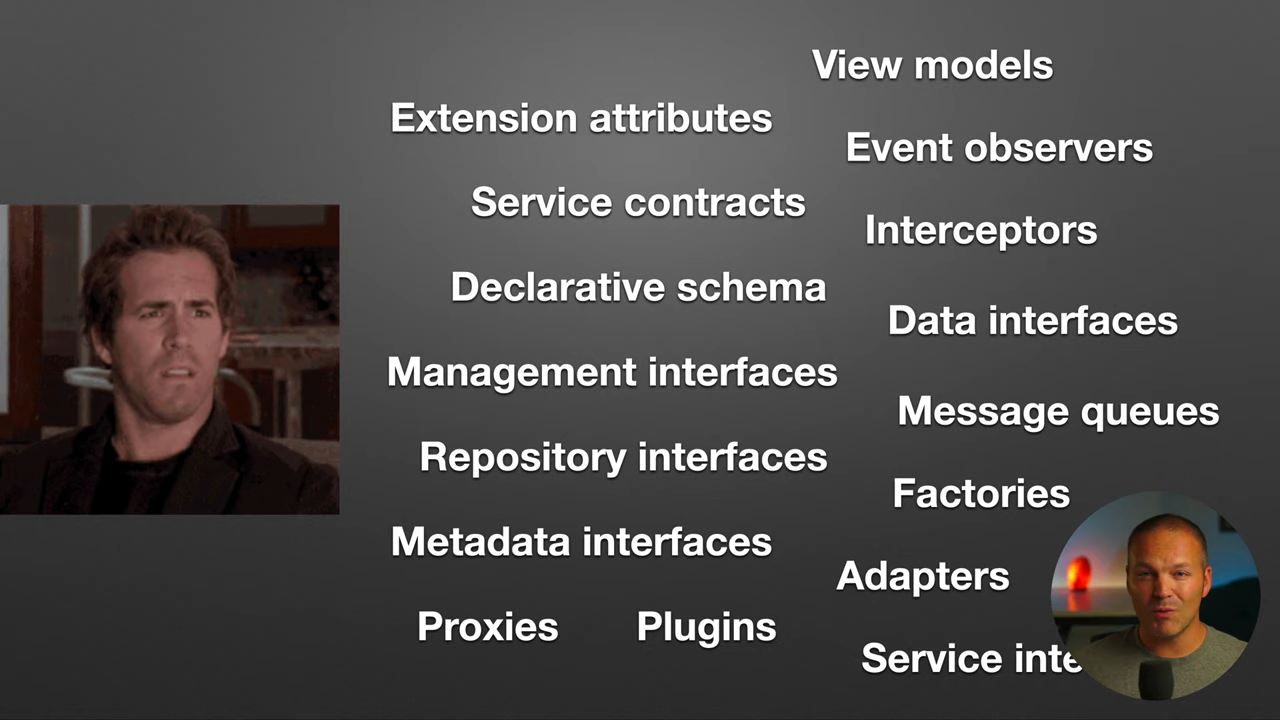 View models
Extension attributes
Event observers
Service contracts
Interceptors
Declarative schema
Data interfaces
Management interfaces
Message queues
Repository interfaces
Factories
Metadata interfaces
Adapters
Proxies
Plugins
Service